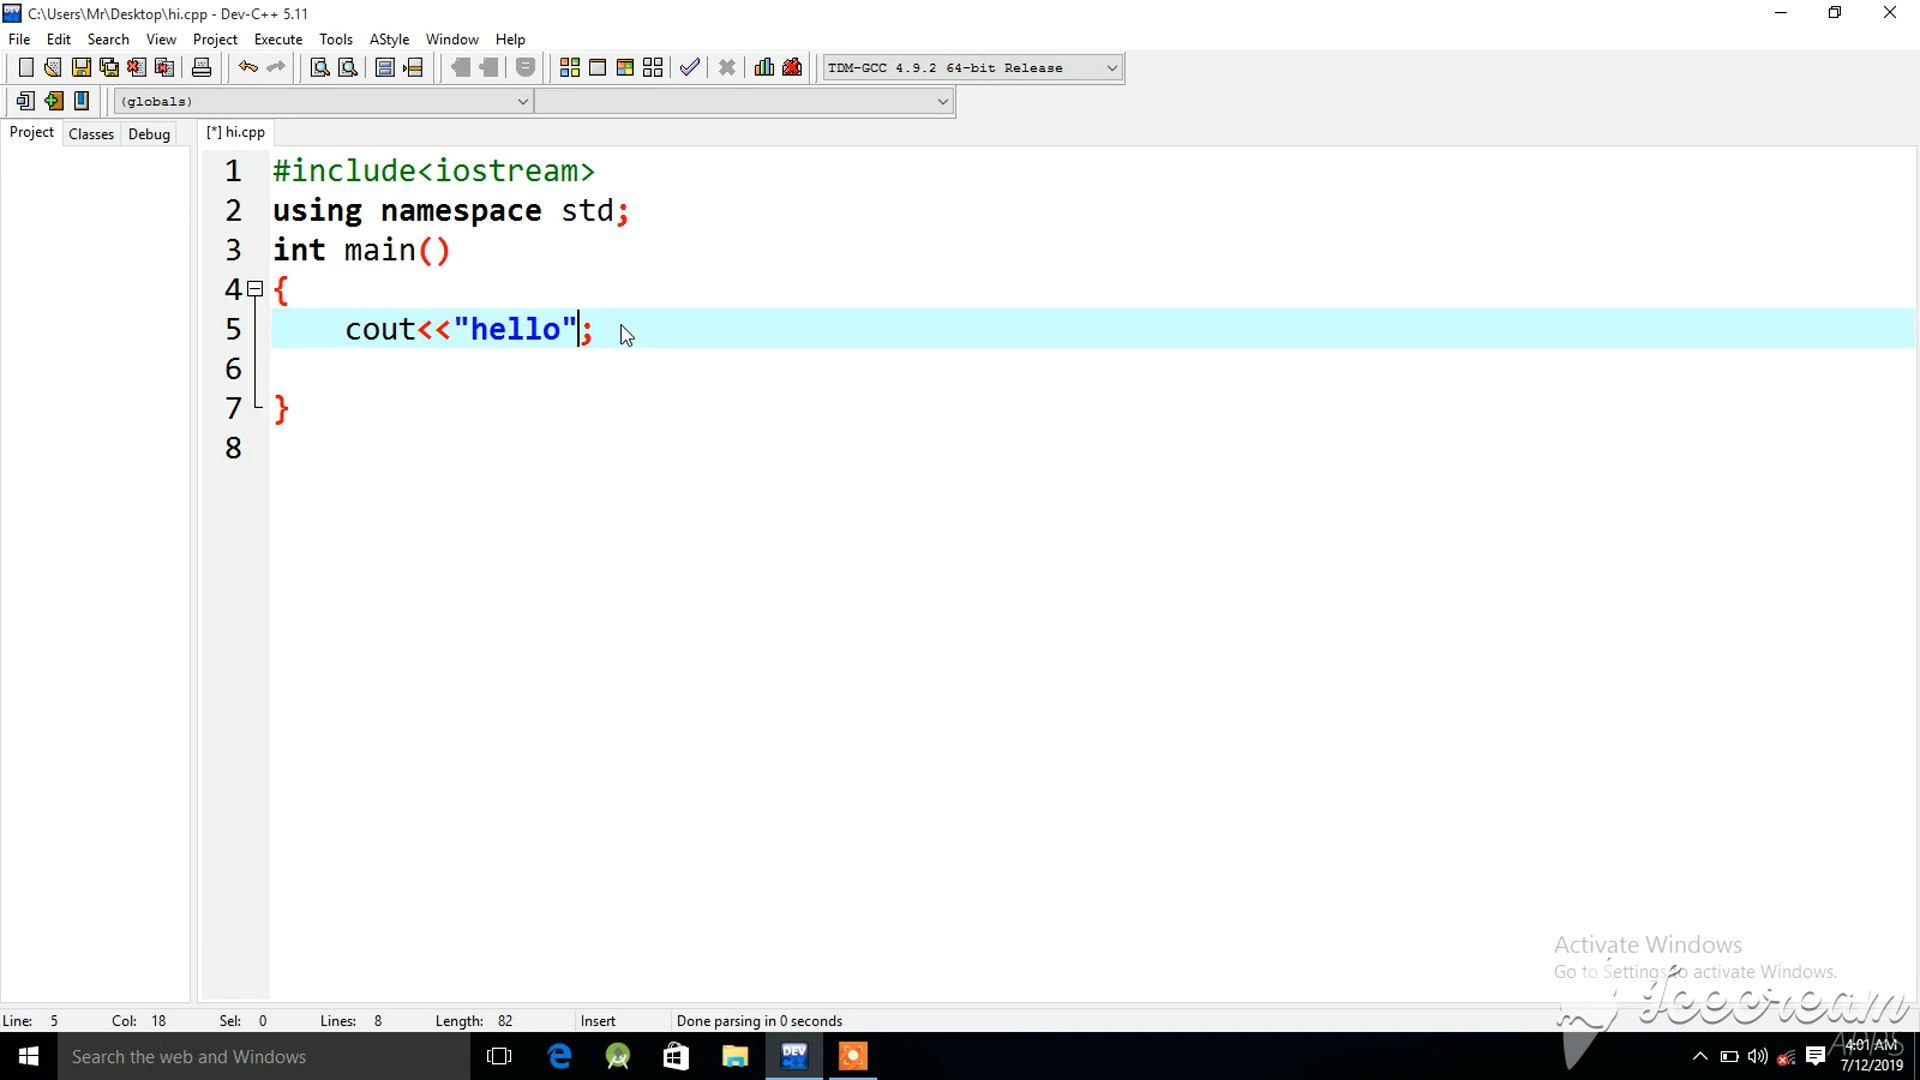 C:\Users\Mr\Desktop\hi.cpp - Dev-C++ 5.11
File Edit Search View Project Execute Tools AStyle Window Help
TDM-GCC 4.9.2 64-bit Release
(globals)
Project Classes Debug [*] hi.cpp
1 #include<iostream>
2 using namespace std;
3 int main()
4 {
5 cout<<"hello";
6
7 }
8
Activate Windows
Go to Settings to activate Windows.
Icecream
APPS
Line: 5 Col: 18 Sel: 0 Lines: 8 Length: 82 Insert Done parsing in 0 seconds
DEV
Search the web and Windows
4:01 AM
7/12/2019